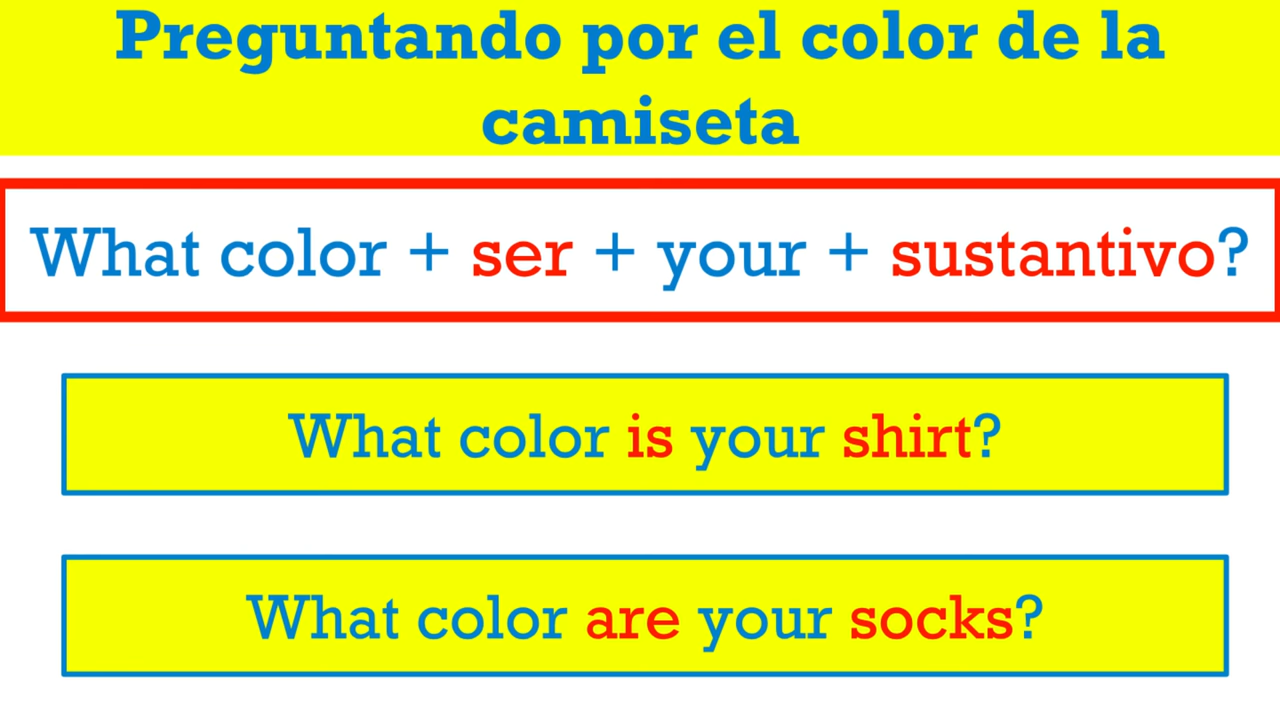 Preguntando por el color de la
camiseta
What color + ser + your + sustantivo?
What color is your shirt?
What color are your socks?